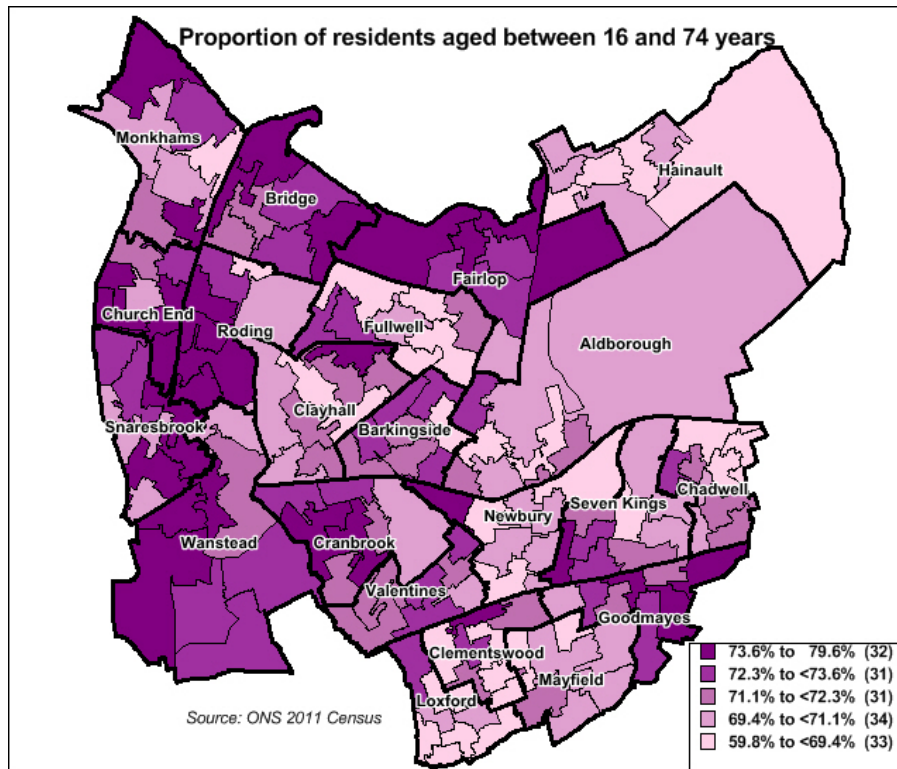 Proportion of residents aged between 16 and 74 years
Monkhams
Hainault
Bridge
Fairlop
Church End
Roding
Fullwell
Aldborough
Clayhall
Snaresbrook
Barkingside
Chadwell
Seven Kings
Newbury
Wanstead
Cranbrook
Valentines
Goodmayes
Clementswood
Mayfield
Loxford
Source: ONS 2011 Census
73.6% to 79.6% (32)
72.3% to <73.6% (31)
71.1% to <72.3% (31)
69.4% to <71.1% (34)
59.8% to <69.4% (33)